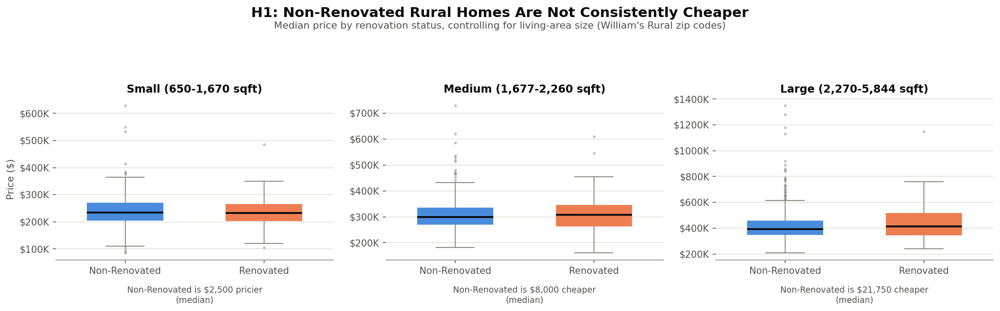 H1: Non-Renovated Rural Homes Are Not Consistently Cheaper
Median price by renovation status, controlling for living-area size (William's Rural zip codes)
Small (650-1,670 sqft)
Price ($)
$600K
$500K
$400K
$300K
$200K
$100K
Non-Renovated
Renovated
Non-Renovated is $2,500 pricier
(median)
Medium (1,677-2,260 sqft)
$700K
$600K
$500K
$400K
$300K
$200K
Non-Renovated
Renovated
Non-Renovated is $8,000 cheaper
(median)
Large (2,270-5,844 sqft)
$1400K
$1200K
$1000K
$800K
$600K
$400K
$200K
Non-Renovated
Renovated
Non-Renovated is $21,750 cheaper
(median)